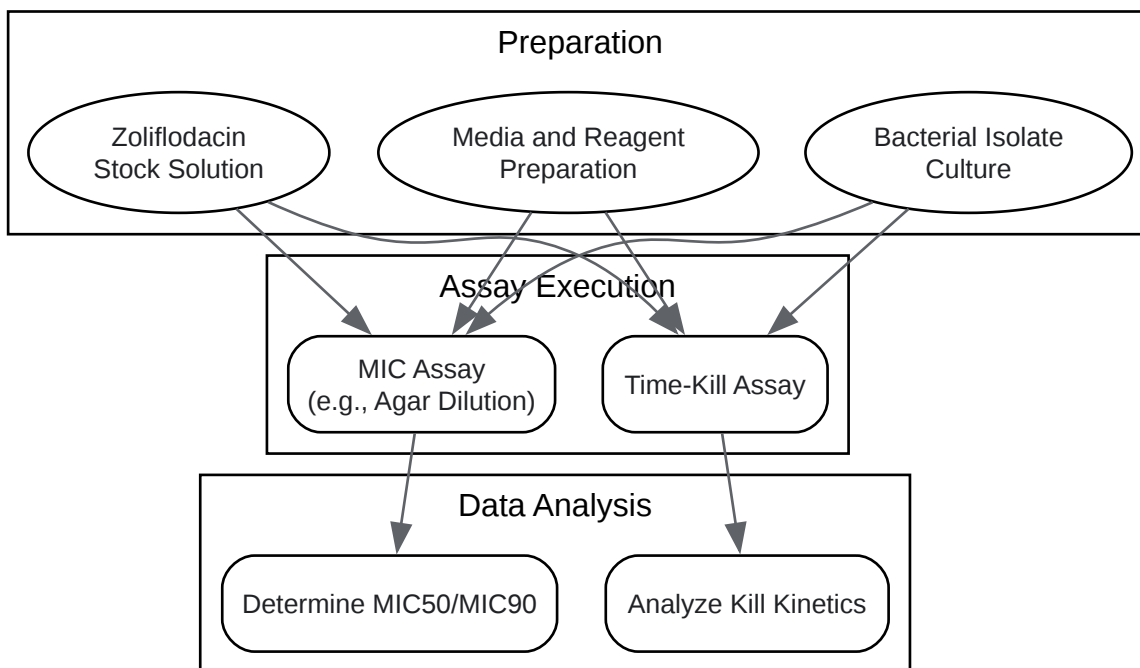 Preparation
Zoliflodacin
Stock Solution
Media and Reagent
Preparation
Bacterial Isolate
Culture
Assay Execution
MIC Assay
(e.g., Agar Dilution)
Time-Kill Assay
Data Analysis
Determine MIC50/MIC90
Analyze Kill Kinetics